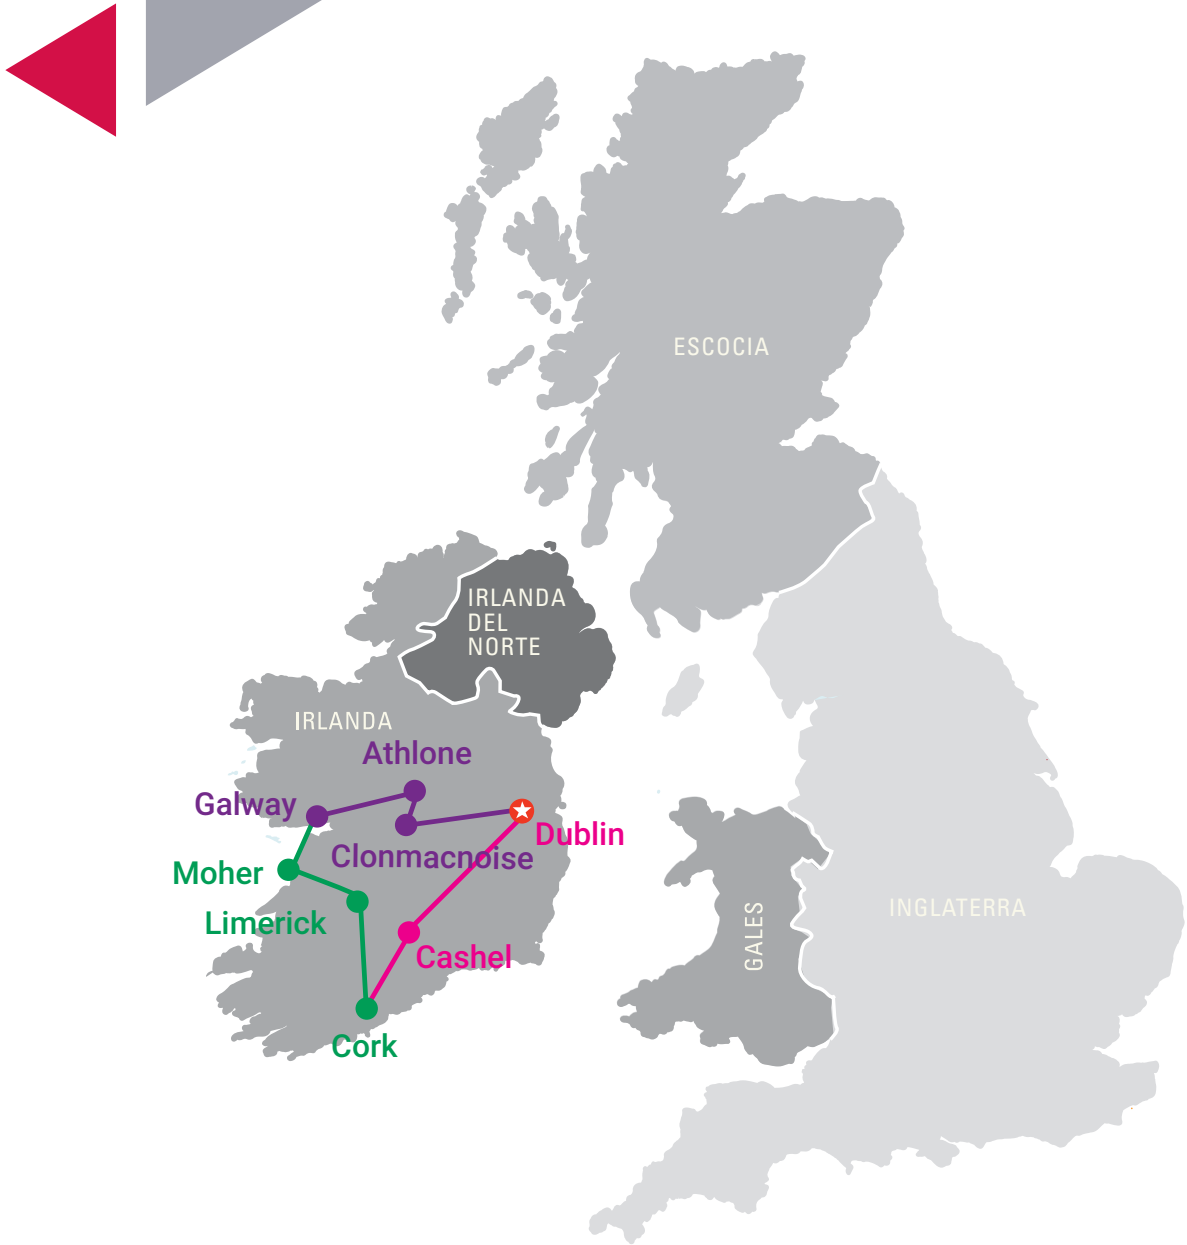 ESCOCIA
IRLANDA
DEL
NORTE
IRLANDA
Athlone
Galway
Dublin
Clonmacnoise
Moher
Limerick
Cashel
Cork
GALES
INGLATERRA